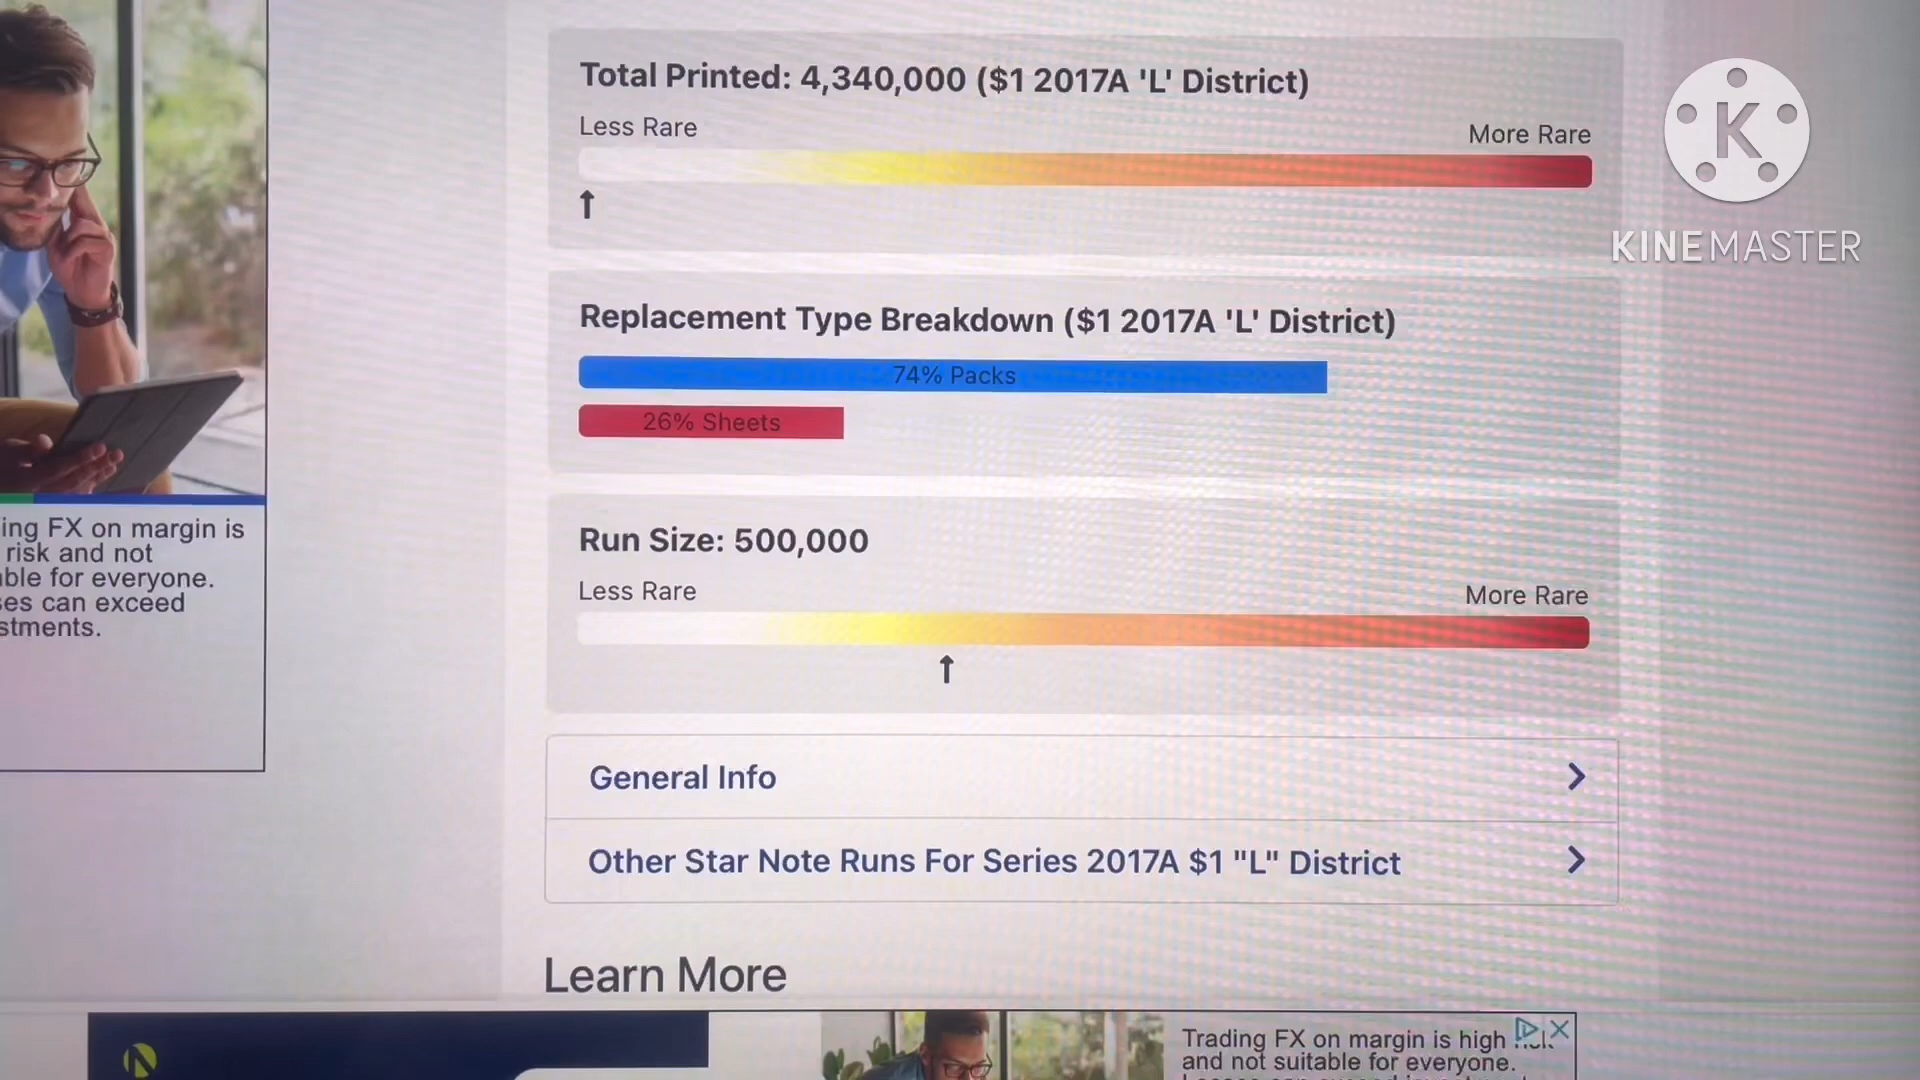 Total Printed: 4,340,000 ($1 2017A 'L' District)
Less Rare
More Rare
K
KINEMASTER
Replacement Type Breakdown ($1 2017A 'L' District)
74% Packs
26% Sheets
Run Size: 500,000
Less Rare
More Rare
ing FX on margin is
risk and not
ble for everyone.
es can exceed
stments.
General Info
Other Star Note Runs For Series 2017A $1 "L" District
Learn More
Trading FX on margin is high
and not suitable for everyone.